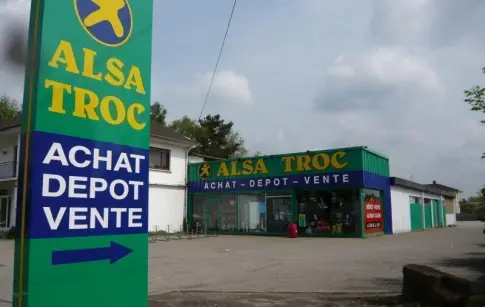 ALSA
TROC
ACHAT
DEPOT
VENTE
ALSA TROC
ACHAT - DEPOT - VENTE